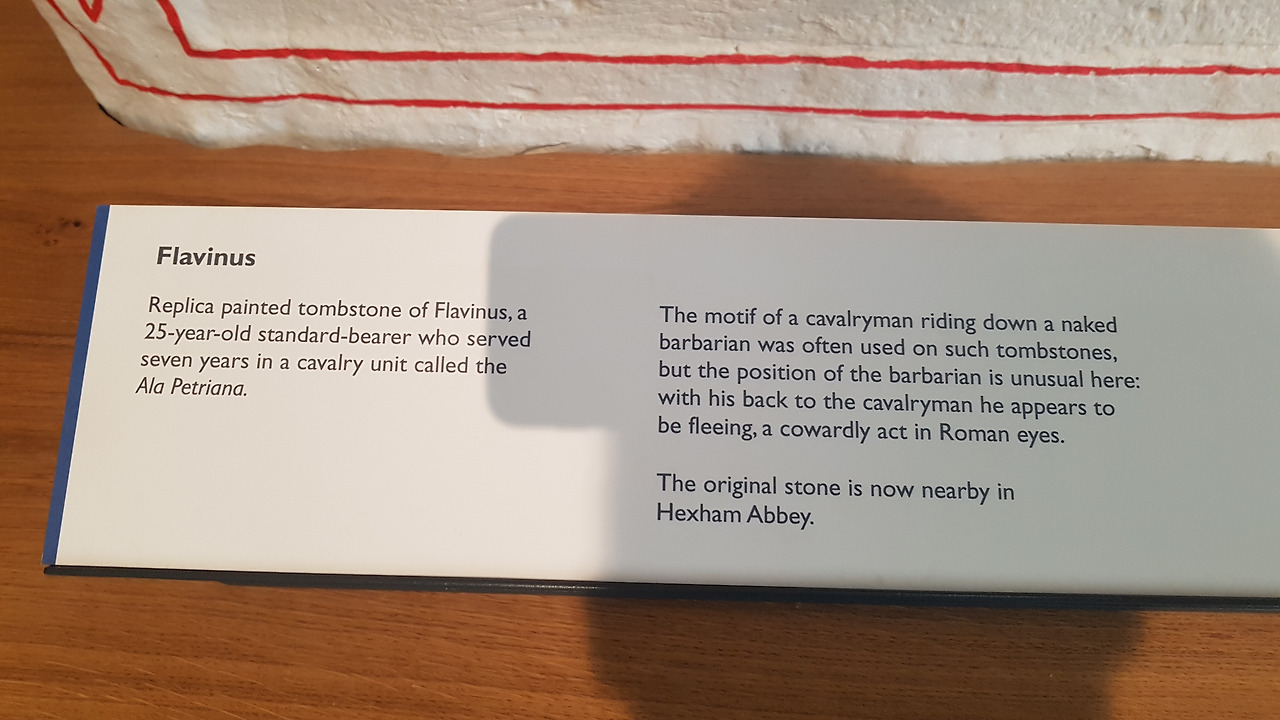 Flavinus
Replica painted tombstone of Flavinus, a
25-year-old standard-bearer who served
seven years in a cavalry unit called the
Ala Petriana.
The motif of a cavalryman riding down a naked
barbarian was often used on such tombstones,
but the position of the barbarian is unusual here:
with his back to the cavalryman he appears to
be fleeing, a cowardly act in Roman eyes.
The original stone is now nearby in
Hexham Abbey.